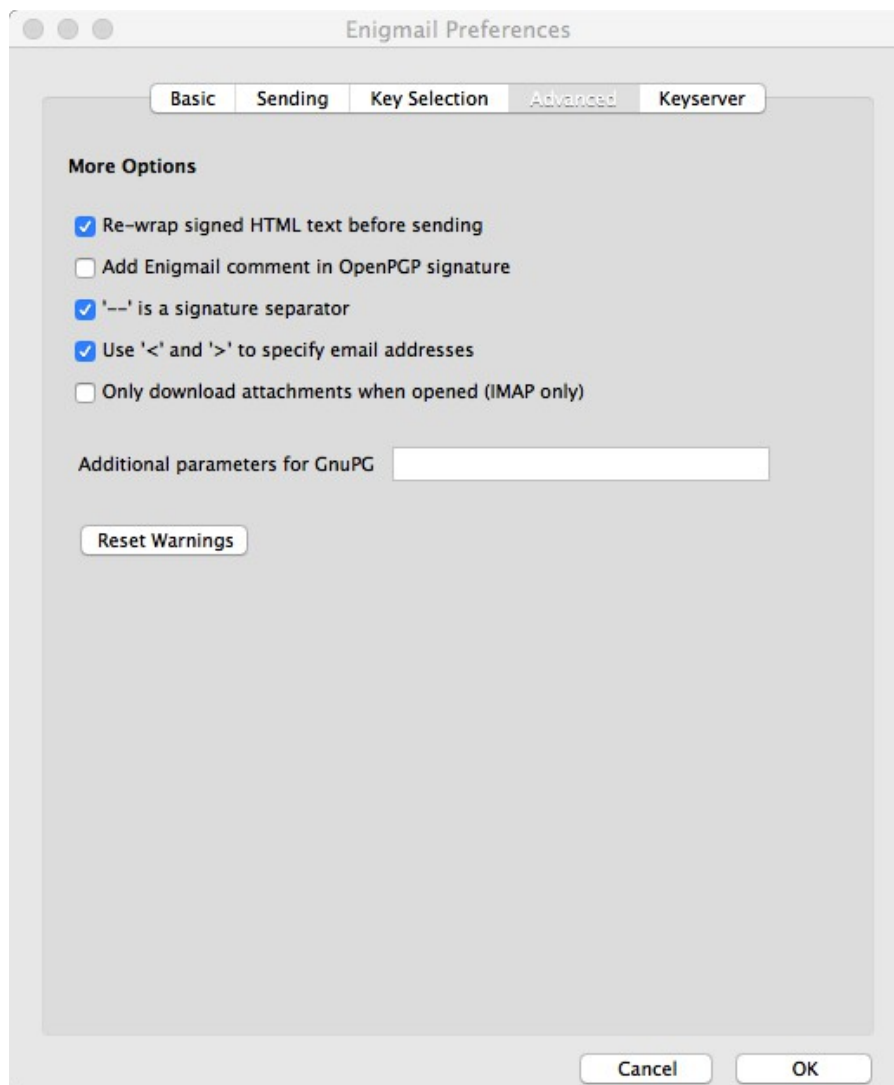 Enigmail Preferences
Basic Sending Key Selection Advanced Keyserver
More Options
Re-wrap signed HTML text before sending
Add Enigmail comment in OpenPGP signature
'--' is a signature separator
Use '<' and '>' to specify email addresses
Only download attachments when opened (IMAP only)
Additional parameters for GnuPG
Reset Warnings
Cancel OK